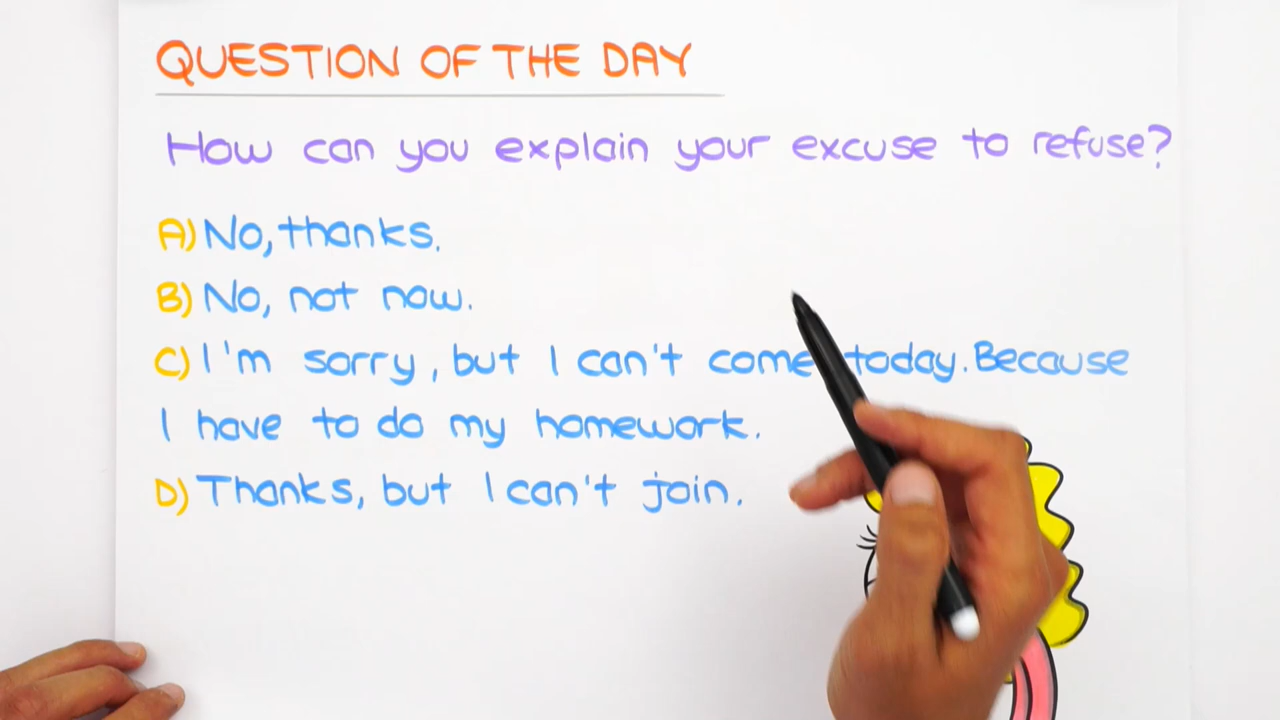 QUESTION OF THE DAY
How can you explain your excuse to refuse?
A) No, thanks.
B) No, not now.
C) I'm sorry, but I can't come today. Because
I have to do my homework.
D) Thanks, but I can't join.